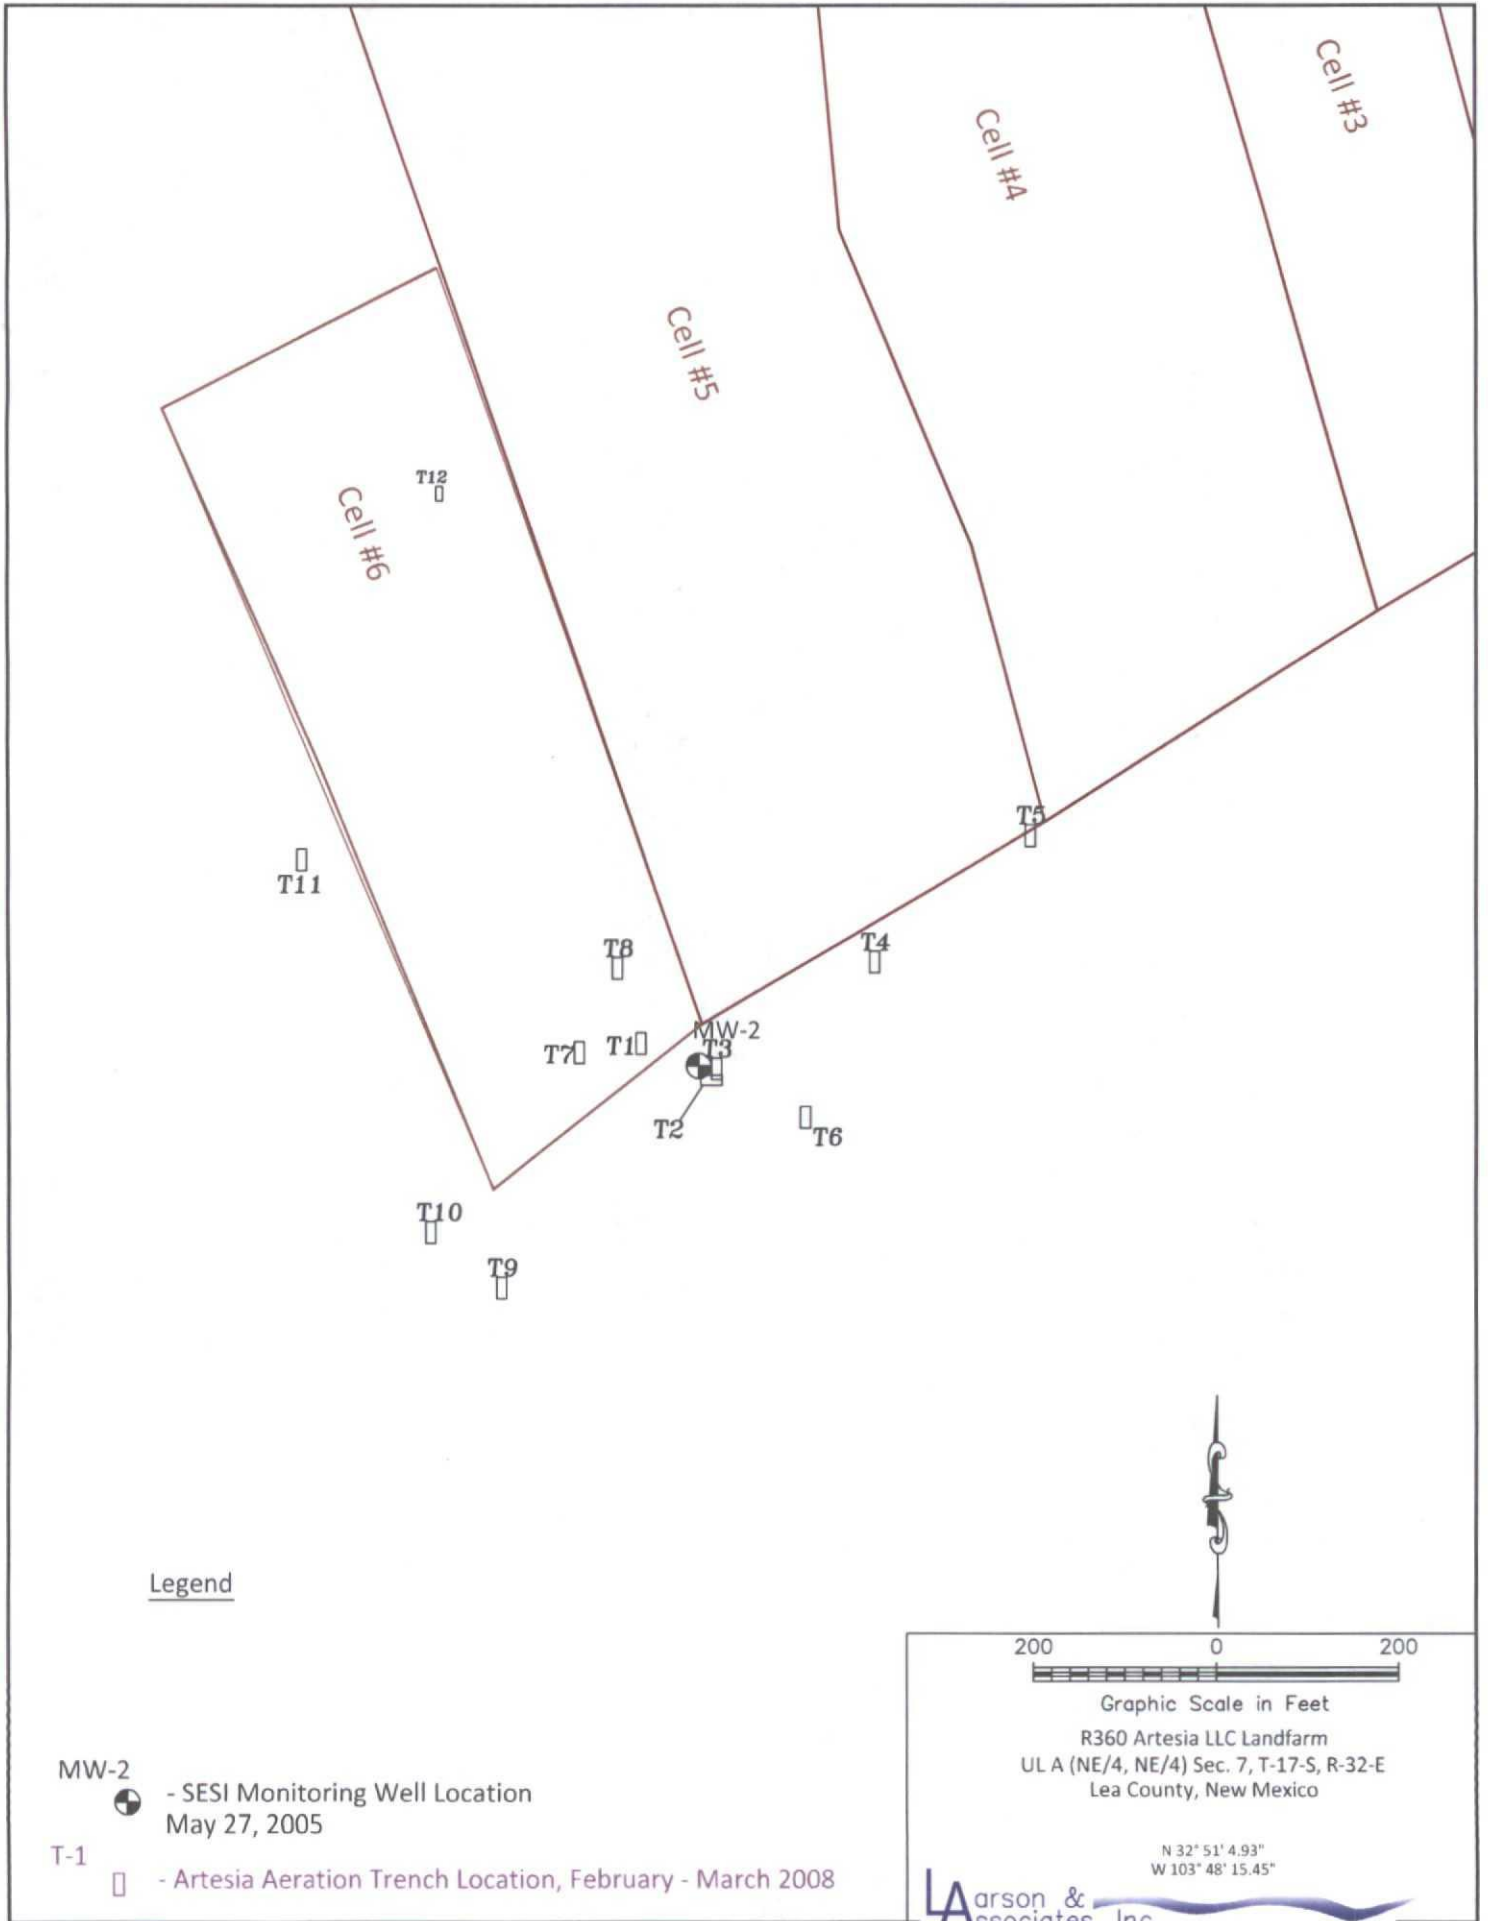 Cell #3
Cell #4
Cell #5
T12
Cell #6
T5
T11
T4
T8
MW-2
T7
T1
T3
T2
T6
T10
T9
Legend
200 0 200
Graphic Scale in Feet
R360 Artesia LLC Landfarm
UL A (NE/4, NE/4) Sec. 7, T-17-S, R-32-E
Lea County, New Mexico
MW-2
- SESI Monitoring Well Location
May 27, 2005
T-1
- Artesia Aeration Trench Location, February - March 2008
N 32° 51' 4.93"
W 103° 48' 15.45"
Larson &
Associates, Inc